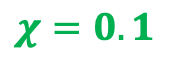 χ = 0.1